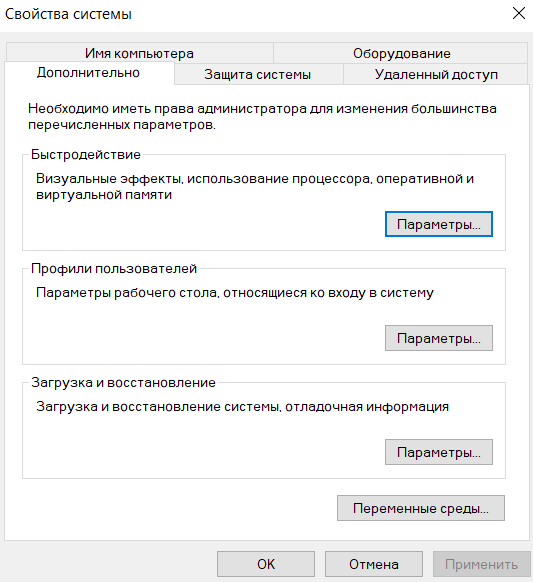 Свойства системы
Имя компьютера
Оборудование
Дополнительно
Защита системы
Удаленный доступ
Необходимо иметь права администратора для изменения большинства
перечисленных параметров.
Быстродействие
Визуальные эффекты, использование процессора, оперативной и
виртуальной памяти
Параметры...
Профили пользователей
Параметры рабочего стола, относящиеся ко входу в систему
Параметры...
Загрузка и восстановление
Загрузка и восстановление системы, отладочная информация
Параметры...
Переменные среды...
ОК
Отмена
Применить